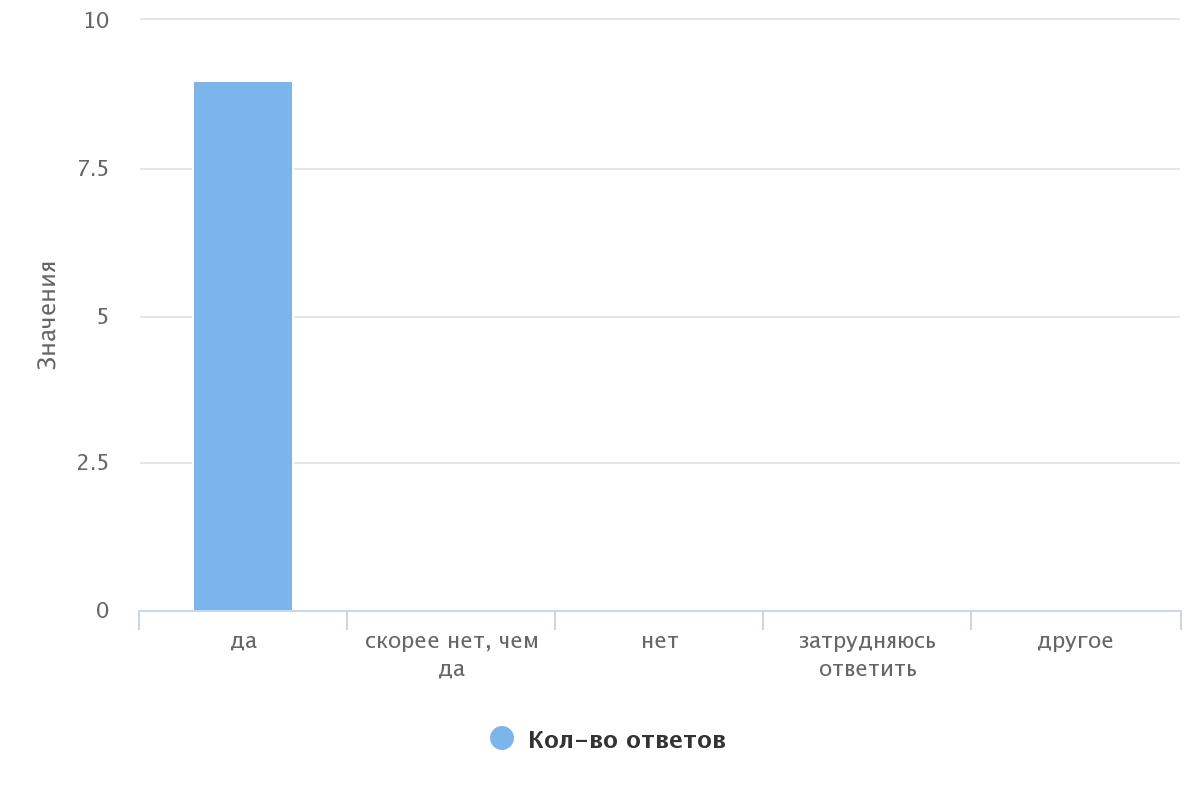 10
7.5
5
2.5
0
Значения
да
скорее нет, чем
да
нет
затрудняюсь
ответить
другое
Кол-во ответов